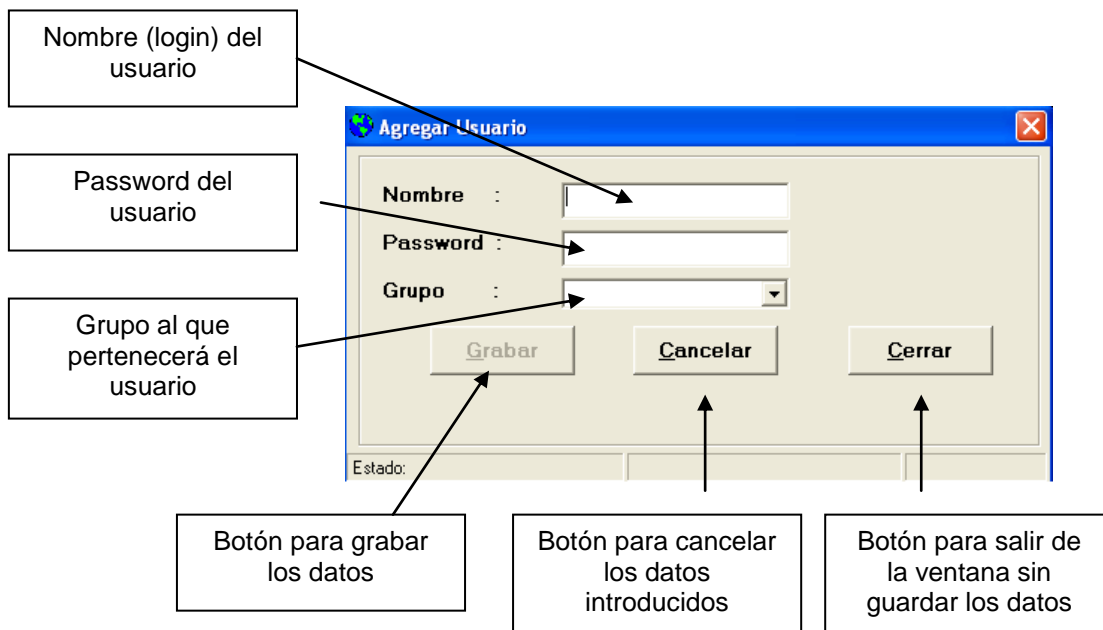 Nombre (login) del
usuario
Agregar Usuario
Password del
usuario
Nombre :
Password :
Grupo :
Grupo al que
pertenecerá el
usuario
Grabar
Cancelar
Cerrar
Estado:
Botón para grabar
los datos
Botón para cancelar
los datos
introducidos
Botón para salir de
la ventana sin
guardar los datos